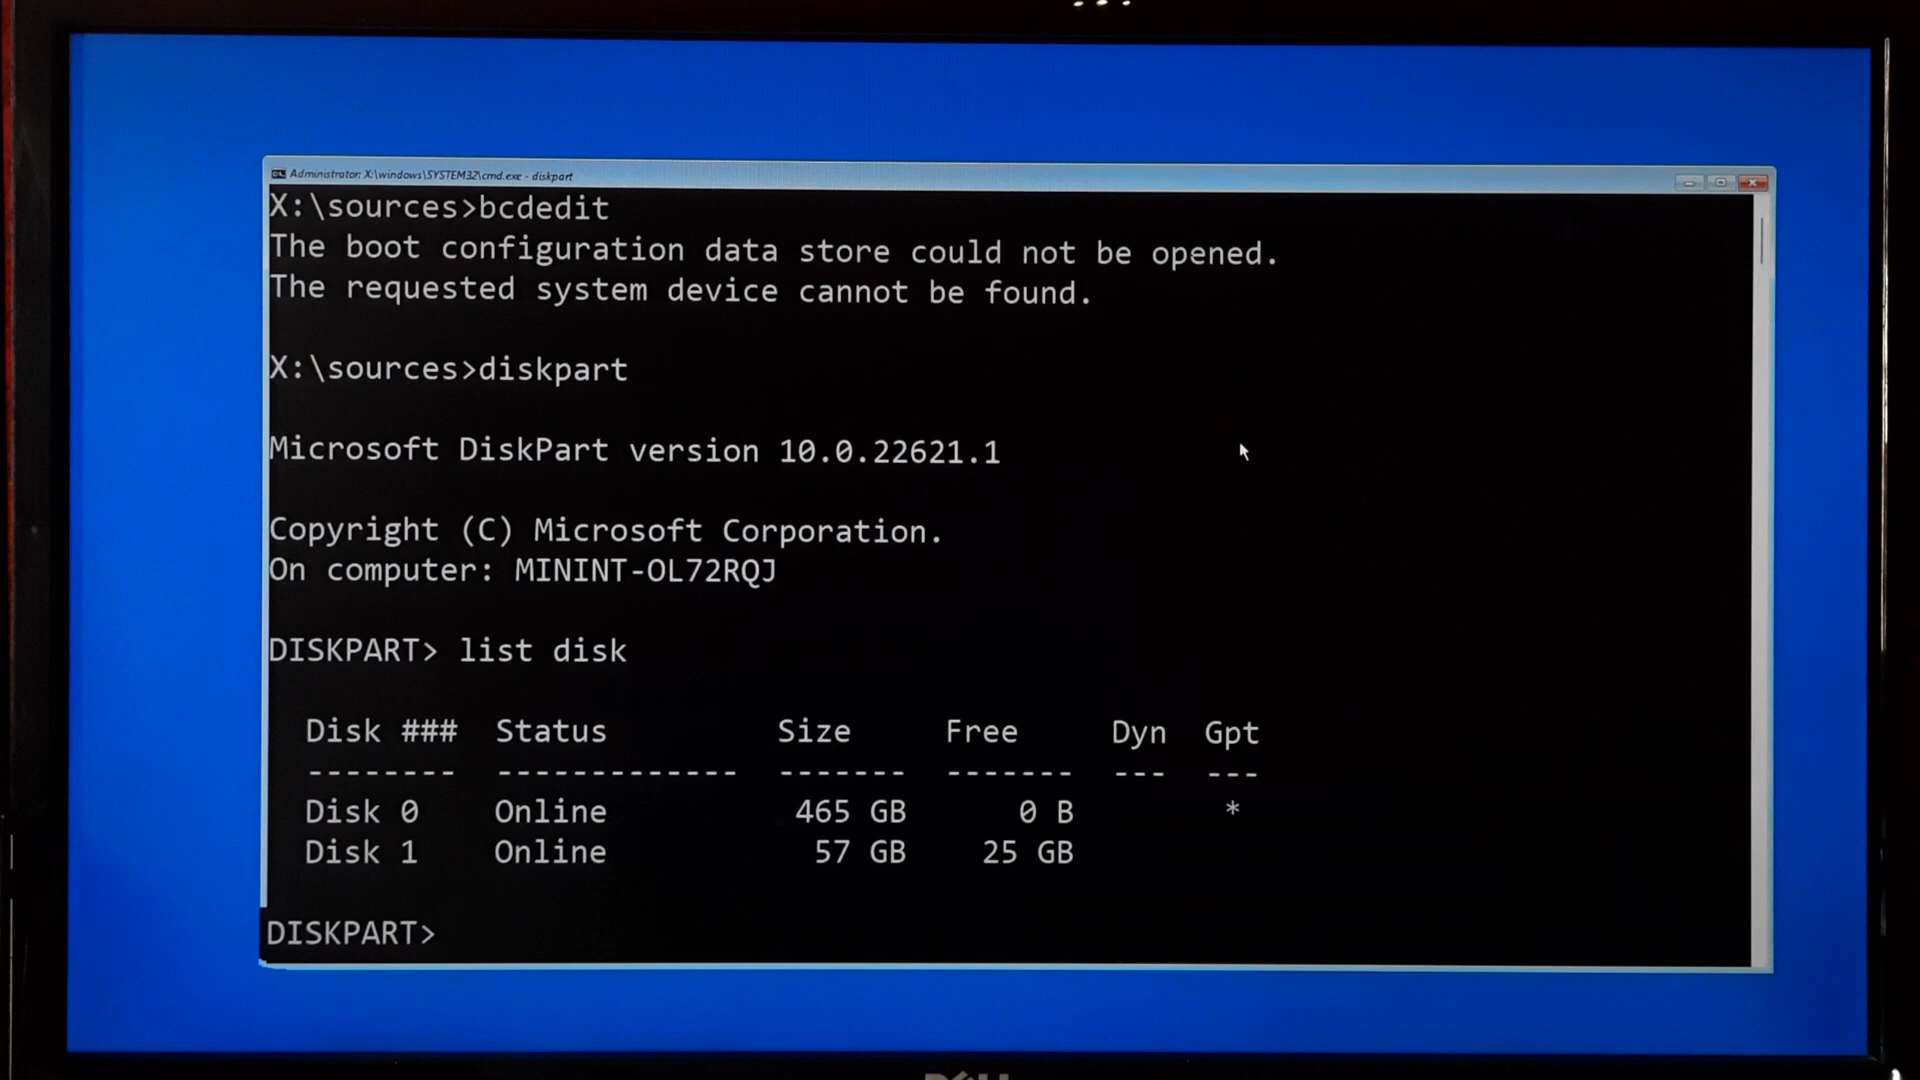 Administrator: X:\windows\SYSTEM32\cmd.exe - diskpart
X:\sources>bcdedit
The boot configuration data store could not be opened.
The requested system device cannot be found.
X:\sources>diskpart
Microsoft DiskPart version 10.0.22621.1
Copyright (C) Microsoft Corporation.
On computer: MININT-OL72RQJ
DISKPART> list disk
Disk ###  Status         Size     Free     Dyn  Gpt
--------  -------------  -------  -------  ---  ---
Disk 0    Online          465 GB      0 B        *
Disk 1    Online           57 GB    25 GB
DISKPART>